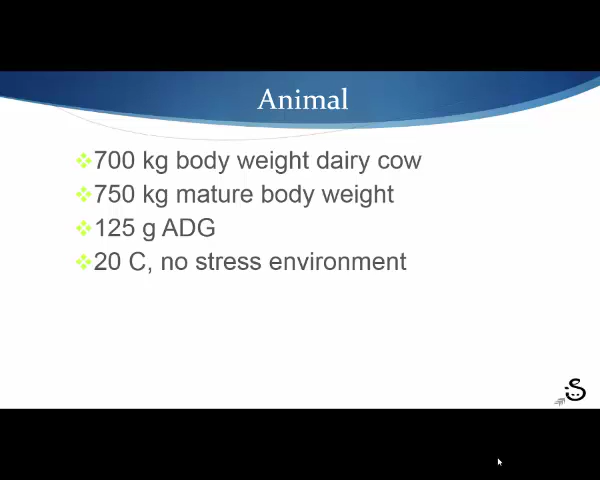 Animal
700 kg body weight dairy cow
750 kg mature body weight
125 g ADG
20 C, no stress environment